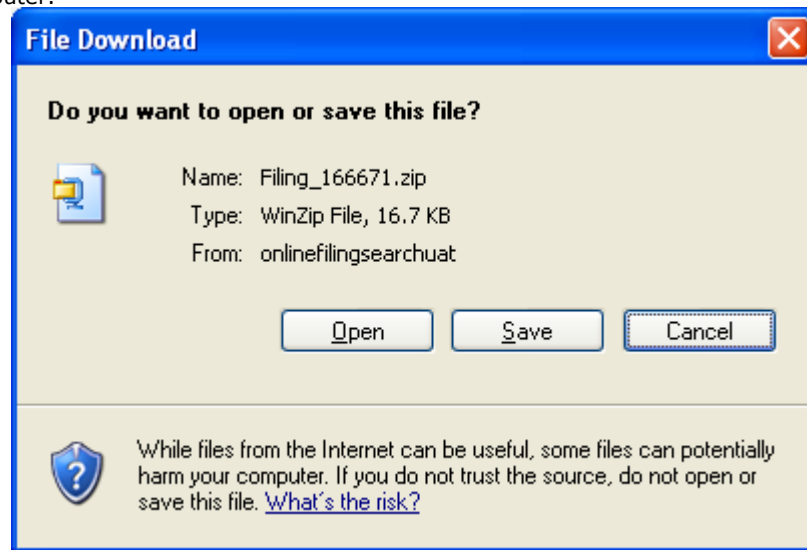 File Download
Do you want to open or save this file?
Name: Filing_166671.zip
Type: WinZip File, 16.7 KB
From: onlinefilingsearchuat
Open Save Cancel
While files from the Internet can be useful, some files can potentially
harm your computer. If you do not trust the source, do not open or
save this file. What's the risk?